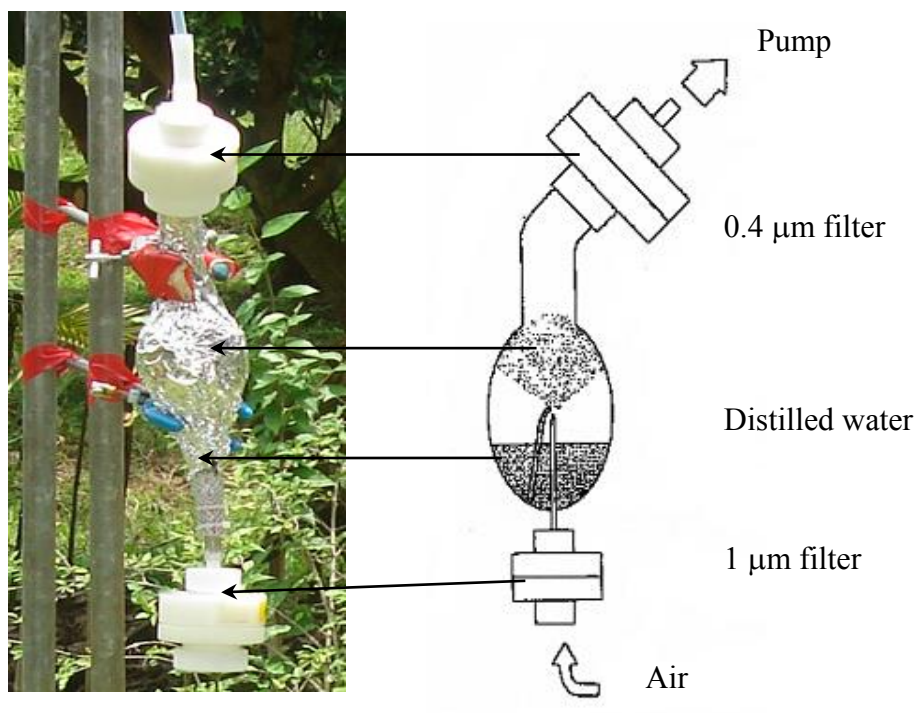 Pump
0.4 μm filter
Distilled water
1 μm filter
Air